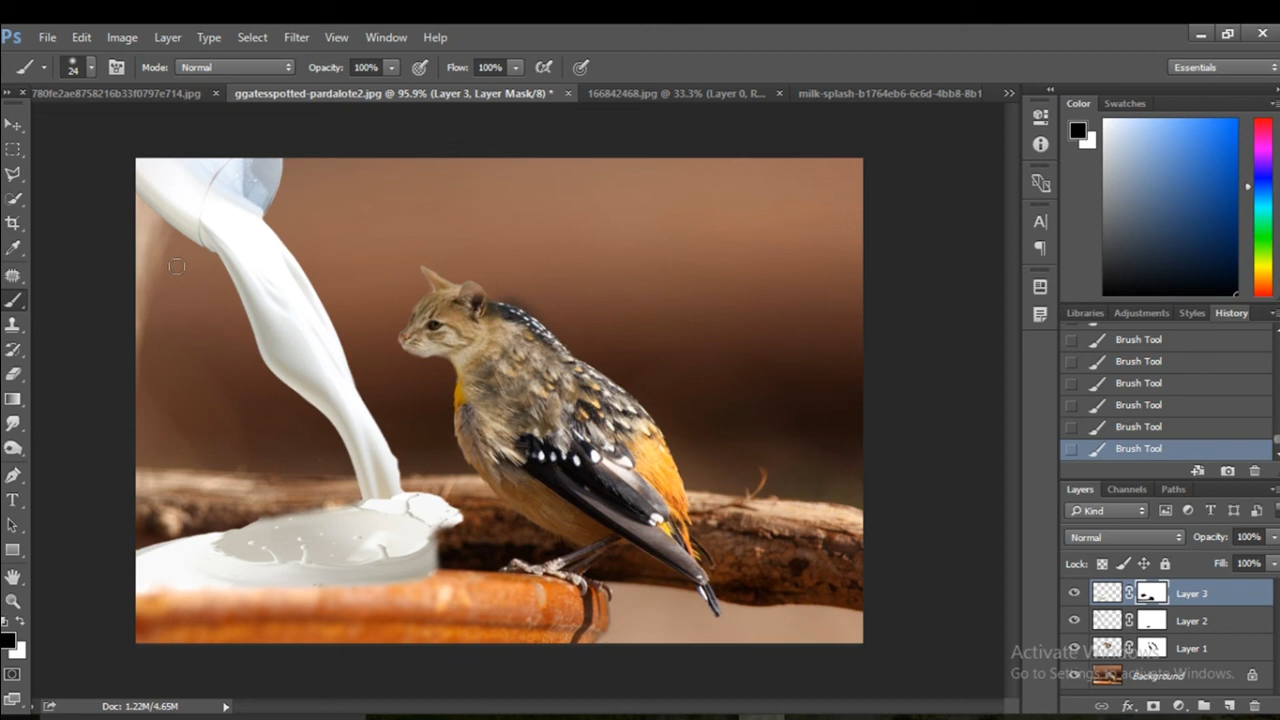 Ps File Edit Image Layer Type Select Filter View Window Help
24 Mode: Normal Opacity: 100% Flow: 100% Essentials
780fe2ae8758216b33f0797e714.jpg × ggatesspotted-pardalote2.jpg @ 95.9% (Layer 3, Layer Mask/8) * × 166842468.jpg @ 33.3% (Layer 0, R... × milk-splash-b1764eb6-6c6d-4bb8-8b1
Color Swatches
Libraries Adjustments Styles History
Brush Tool
Brush Tool
Brush Tool
Brush Tool
Brush Tool
Brush Tool
Layers Channels Paths
Kind
Normal Opacity: 100%
Lock: Fill: 100%
Layer 3
Layer 2
Layer 1
Background
Activate Windows
Go to Settings to activate Windows.
Doc: 1.22M/4.65M